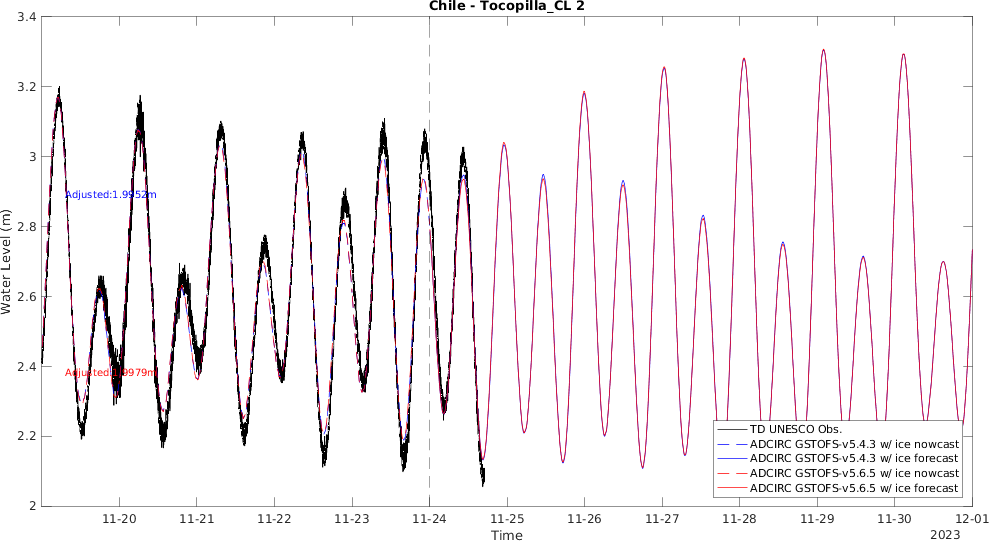 Chile - Tocopilla_CL 2
3.4
3.2
3
2.8
2.6
2.4
2.2
2
Water Level (m)
Adjusted:1.9952m
Adjusted:1.9979m
TD UNESCO Obs.
ADCIRC GSTOFS-v5.4.3 w/ ice nowcast
ADCIRC GSTOFS-v5.4.3 w/ ice forecast
ADCIRC GSTOFS-v5.6.5 w/ ice nowcast
ADCIRC GSTOFS-v5.6.5 w/ ice forecast
11-20 11-21 11-22 11-23 11-24 11-25 11-26 11-27 11-28 11-29 11-30 12-01
Time
2023